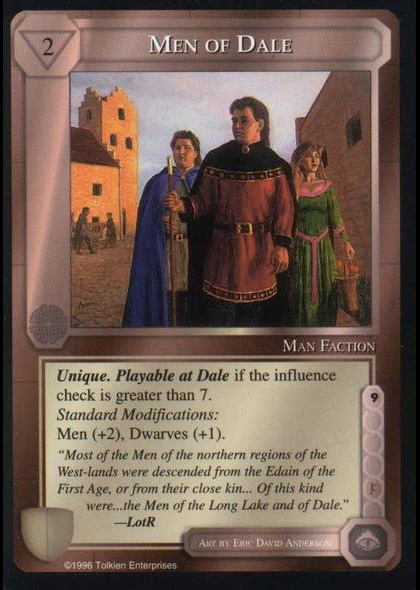 2
MEN OF DALE
MAN FACTION
Unique. Playable at Dale if the influence
check is greater than 7.
Standard Modifications:
Men (+2), Dwarves (+1).
“Most of the Men of the northern regions of the
West-lands were descended from the Edain of the
First Age, or from their close kin... Of this kind
were...the Men of the Long Lake and of Dale.”
—LotR
9
ART BY ERIC DAVID ANDERSON
©1996 Tolkien Enterprises